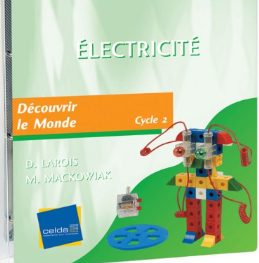 ÉLECTRICITÉ
Découvrir
le Monde
Cycle 2
D. LAROIS
M. MACKOWIAK
celda